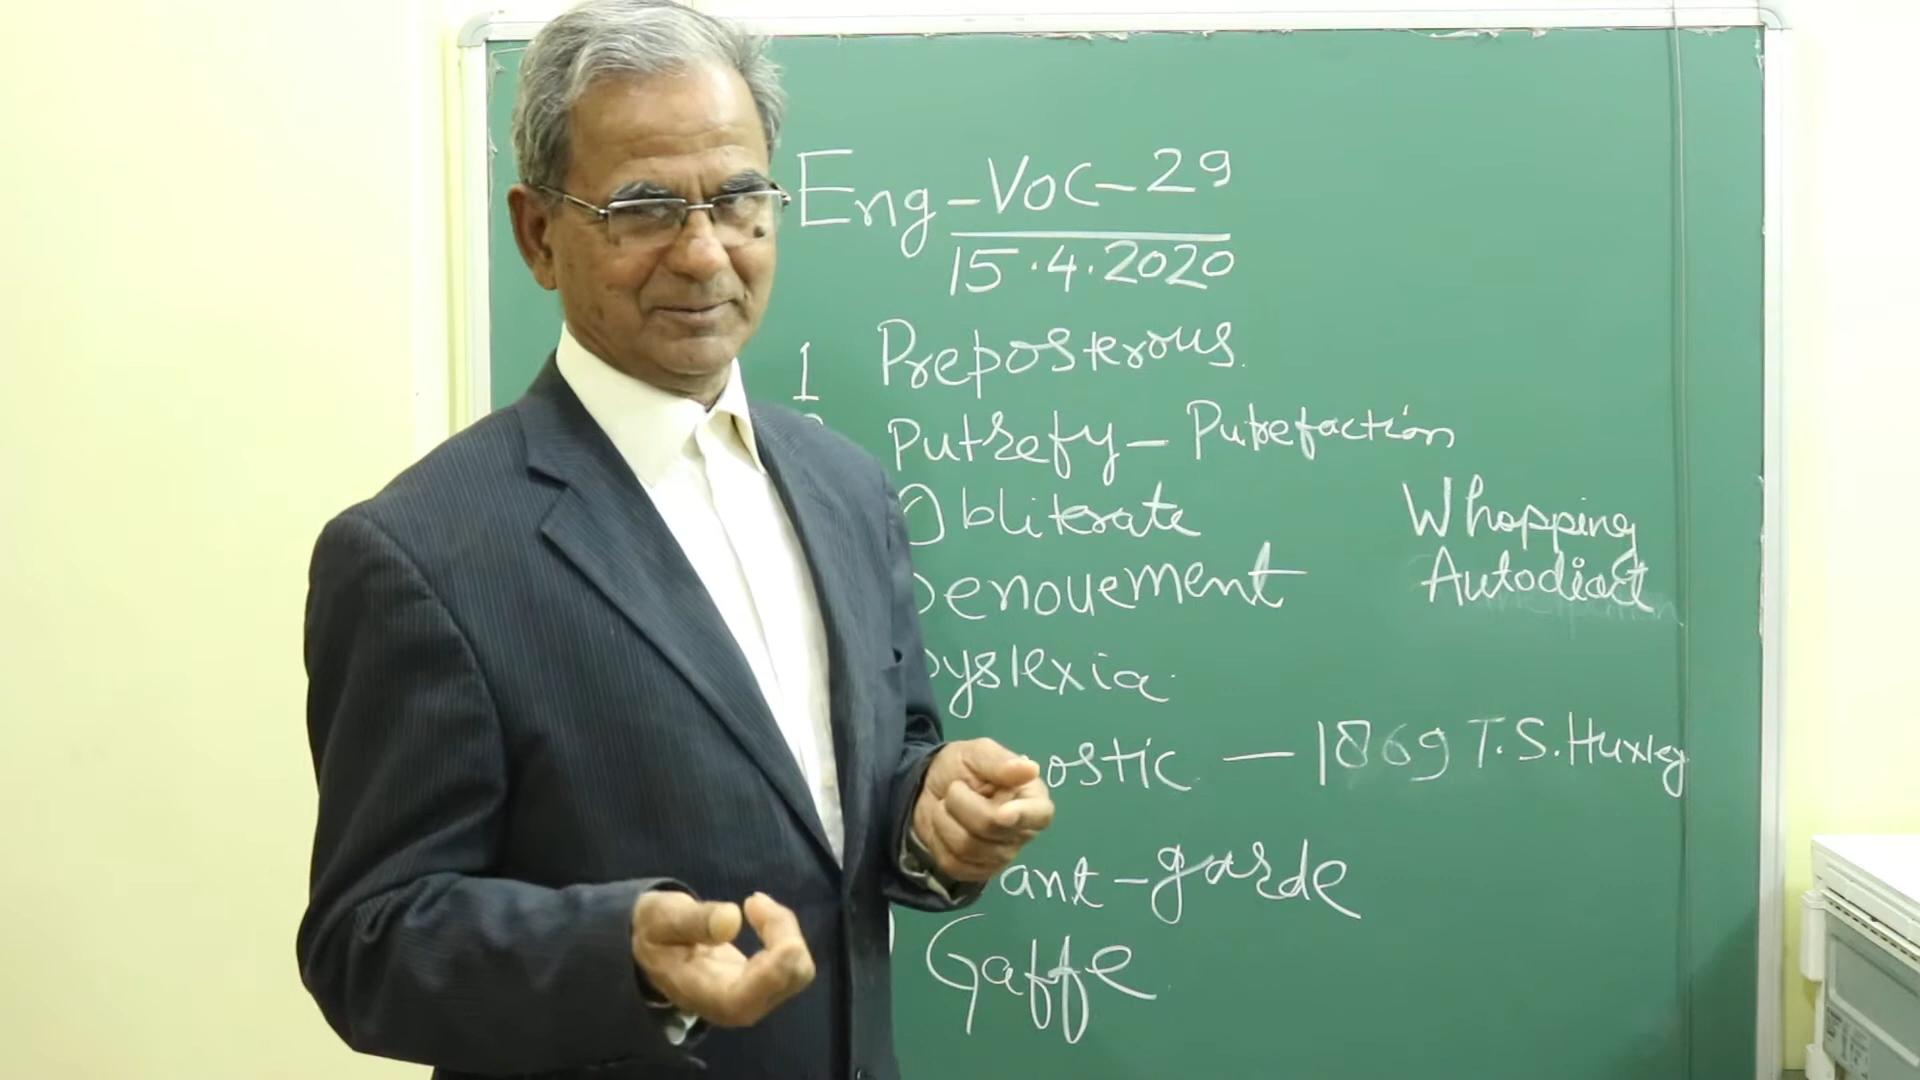 Eng-Voc-29
15.4.2020
1 Preposterous.
Putrefy - Putrefaction
Obliterate
Whopping
Denouement
Autodidact
Dyslexia
ostic - 1869 T.S. Huxley
ant-garde
Gaffe